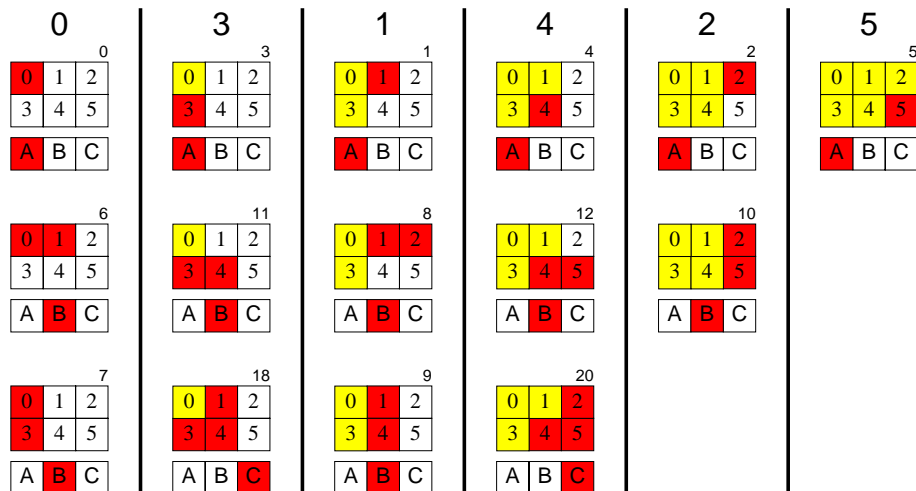 0 3 1 4 2 5
0 3 1 4 2 5
0 1 2 0 1 2 0 1 2 0 1 2 0 1 2 0 1 2
3 4 5 3 4 5 3 4 5 3 4 5 3 4 5 3 4 5
A B C A B C A B C A B C A B C A B C
6 11 8 12 10
0 1 2 0 1 2 0 1 2 0 1 2 0 1 2
3 4 5 3 4 5 3 4 5 3 4 5 3 4 5
A B C A B C A B C A B C A B C
7 18 9 20
0 1 2 0 1 2 0 1 2 0 1 2
3 4 5 3 4 5 3 4 5 3 4 5
A B C A B C A B C A B C